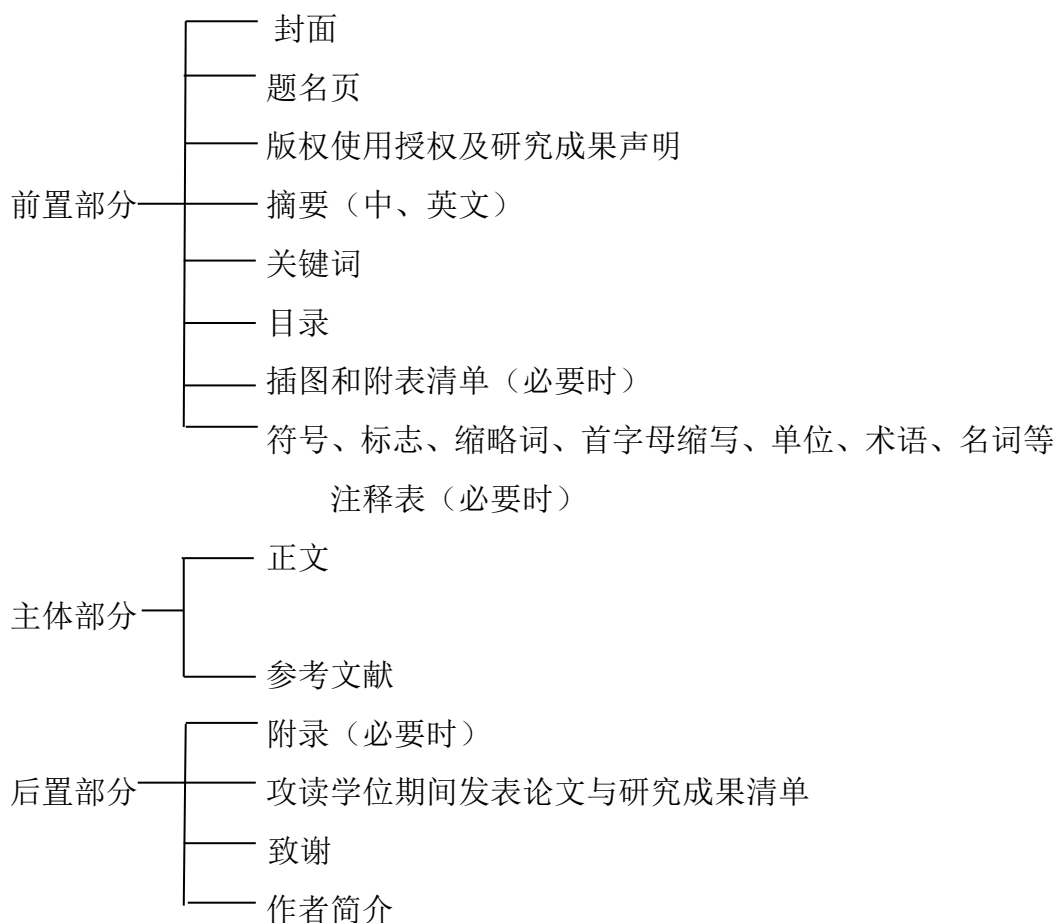 封面
题名页
版权使用授权及研究成果声明
前置部分
摘要（中、英文）
关键词
目录
插图和附表清单（必要时）
符号、标志、缩略词、首字母缩写、单位、术语、名词等
注释表（必要时）
正文
主体部分
参考文献
附录（必要时）
后置部分
攻读学位期间发表论文与研究成果清单
致谢
作者简介